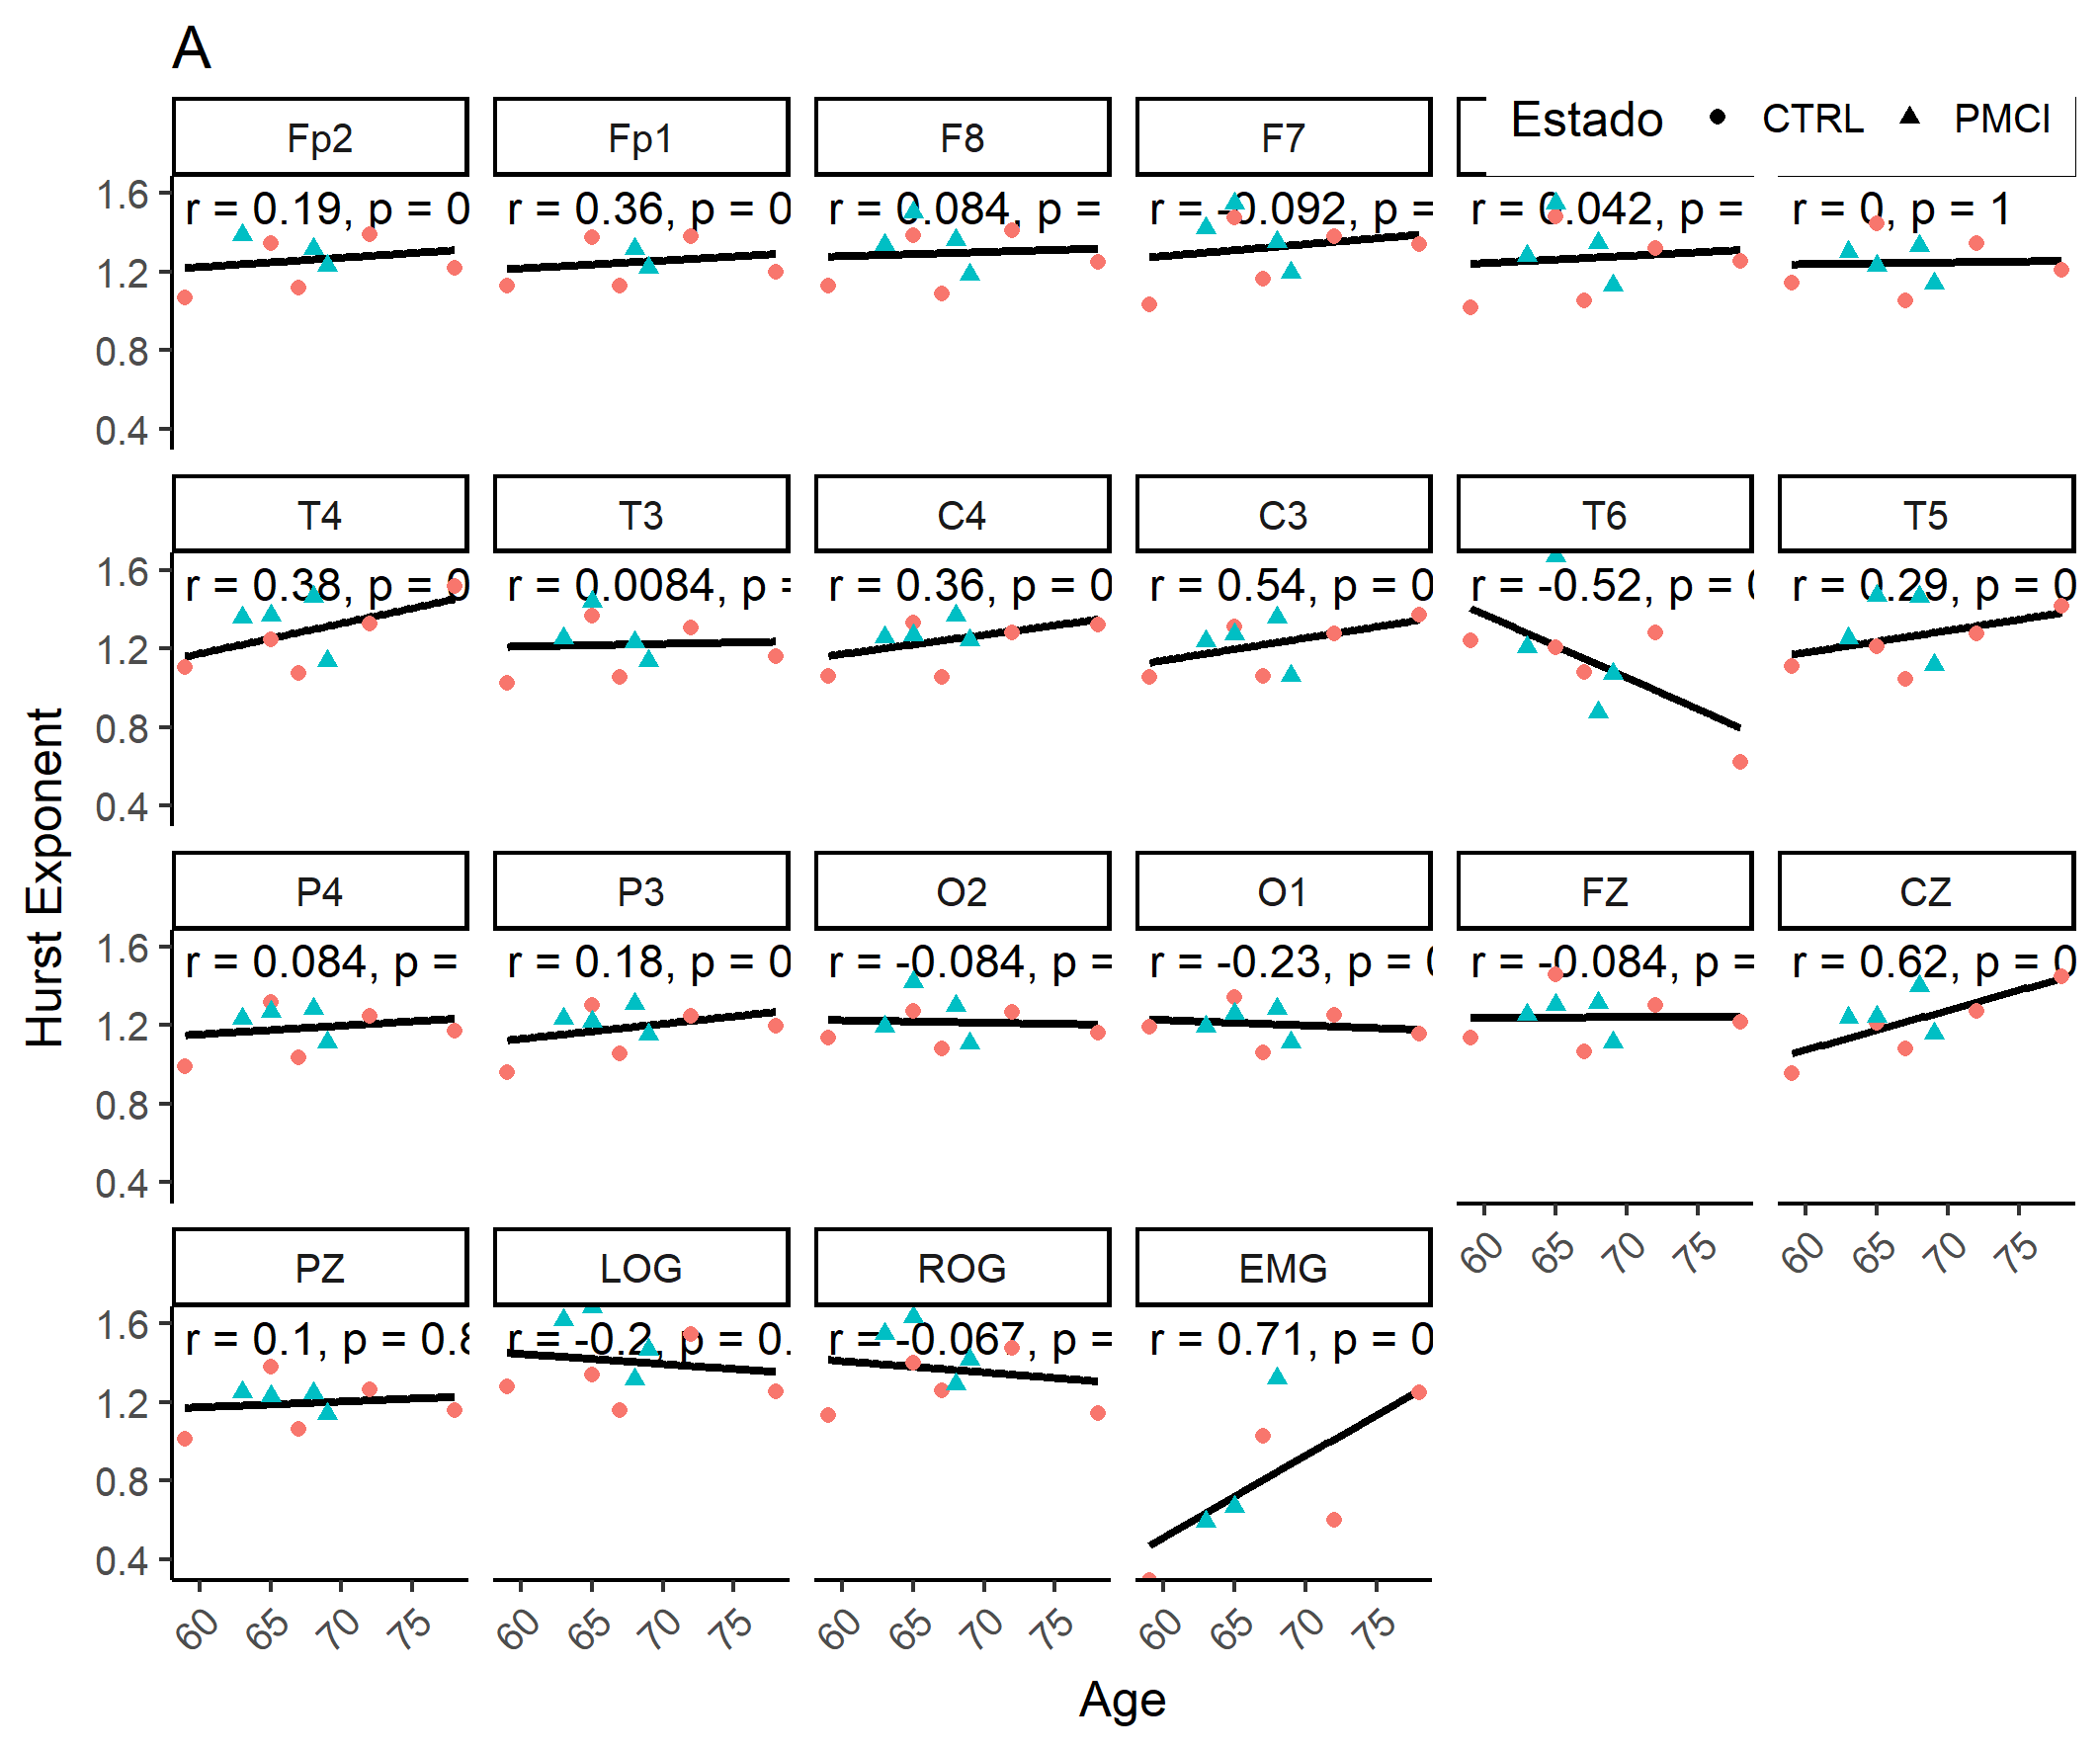 A
Fp2 Fp1 F8 F7 Estado CTRL PMCI
1.6 r = 0.19, p = 0 r = 0.36, p = 0 r = 0.084, p = r = -0.092, p = r = 0.042, p = r = 0, p = 1
1.2
0.8
0.4
T4 T3 C4 C3 T6 T5
1.6 r = 0.38, p = 0 r = 0.0084, p = r = 0.36, p = 0 r = 0.54, p = 0 r = -0.52, p = 0 r = 0.29, p = 0
1.2
0.8
0.4
Hurst Exponent
P4 P3 O2 O1 FZ CZ
1.6 r = 0.084, p = r = 0.18, p = 0 r = -0.084, p = r = -0.23, p = 0 r = -0.084, p = r = 0.62, p = 0
1.2
0.8
0.4
60 65 70 75 60 65 70 75
PZ LOG ROG EMG
1.6 r = 0.1, p = 0.8 r = -0.2, p = 0. r = -0.067, p = r = 0.71, p = 0
1.2
0.8
0.4
60 65 70 75 60 65 70 75 60 65 70 75 60 65 70 75
Age